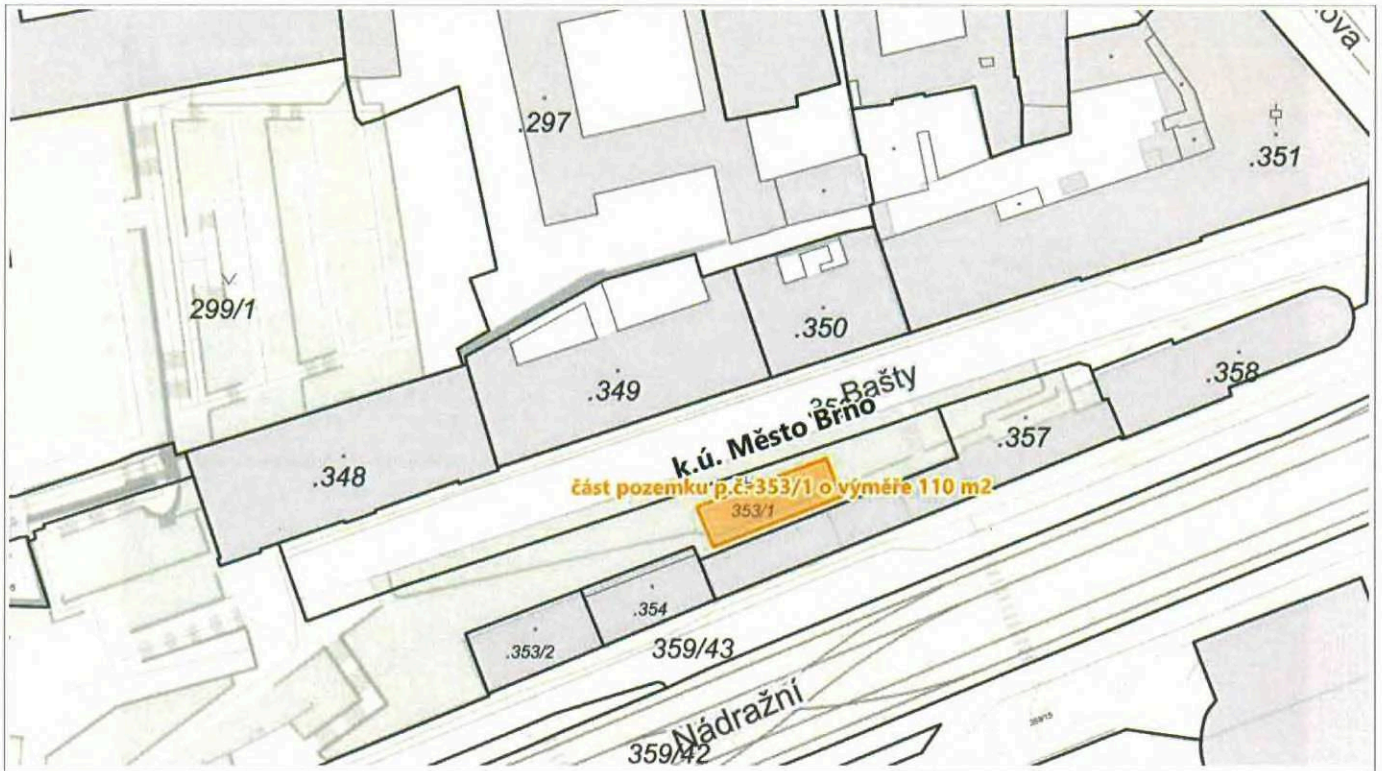 ova
.297
.351
299/1
.350
.349
Bašty
.358
k.ú. Město Brno
.357
.348
část pozemku p.č. 353/1 o výměře 110 m2
353/1
.354
.353/2
359/43
Nádražní
359/42